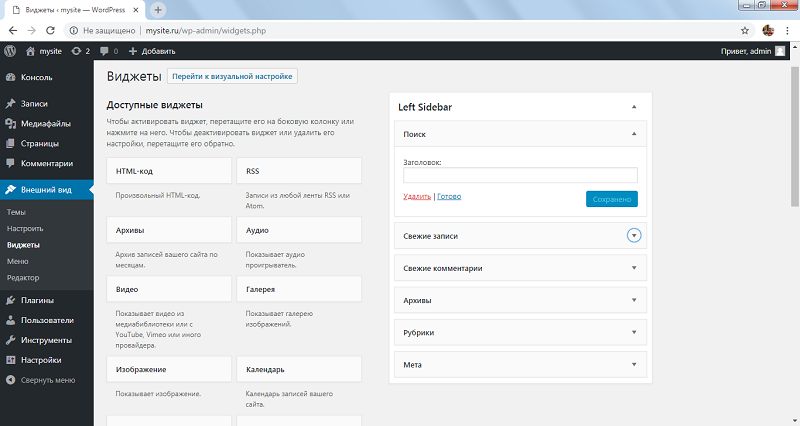 Виджеты ‹ mysite — WordPress
Не защищено | mysite.ru/wp-admin/widgets.php
mysite 2 0 Добавить Привет, admin
Консоль
Записи
Медиафайлы
Страницы
Комментарии
Внешний вид
Темы
Настроить
Виджеты
Меню
Редактор
Плагины
Пользователи
Инструменты
Настройки
Свернуть меню
Виджеты Перейти к визуальной настройке
Доступные виджеты
Чтобы активировать виджет, перетащите его на боковую колонку или
нажмите на него. Чтобы деактивировать виджет или удалить его
настройки, перетащите его обратно.
HTML-код RSS
Произвольный HTML-код. Записи из любой ленты RSS или
Atom.
Архивы Аудио
Архив записей вашего сайта по Показывает аудио
месяцам. проигрыватель.
Видео Галерея
Показывает видео из Показывает галерею
медиабиблиотеки или с изображений.
YouTube, Vimeo или иного
провайдера.
Изображение Календарь
Показывает изображение. Календарь записей вашего
сайта.
Left Sidebar
Поиск
Заголовок:
Удалить | Готово Сохранено
Свежие записи
Свежие комментарии
Архивы
Рубрики
Мета